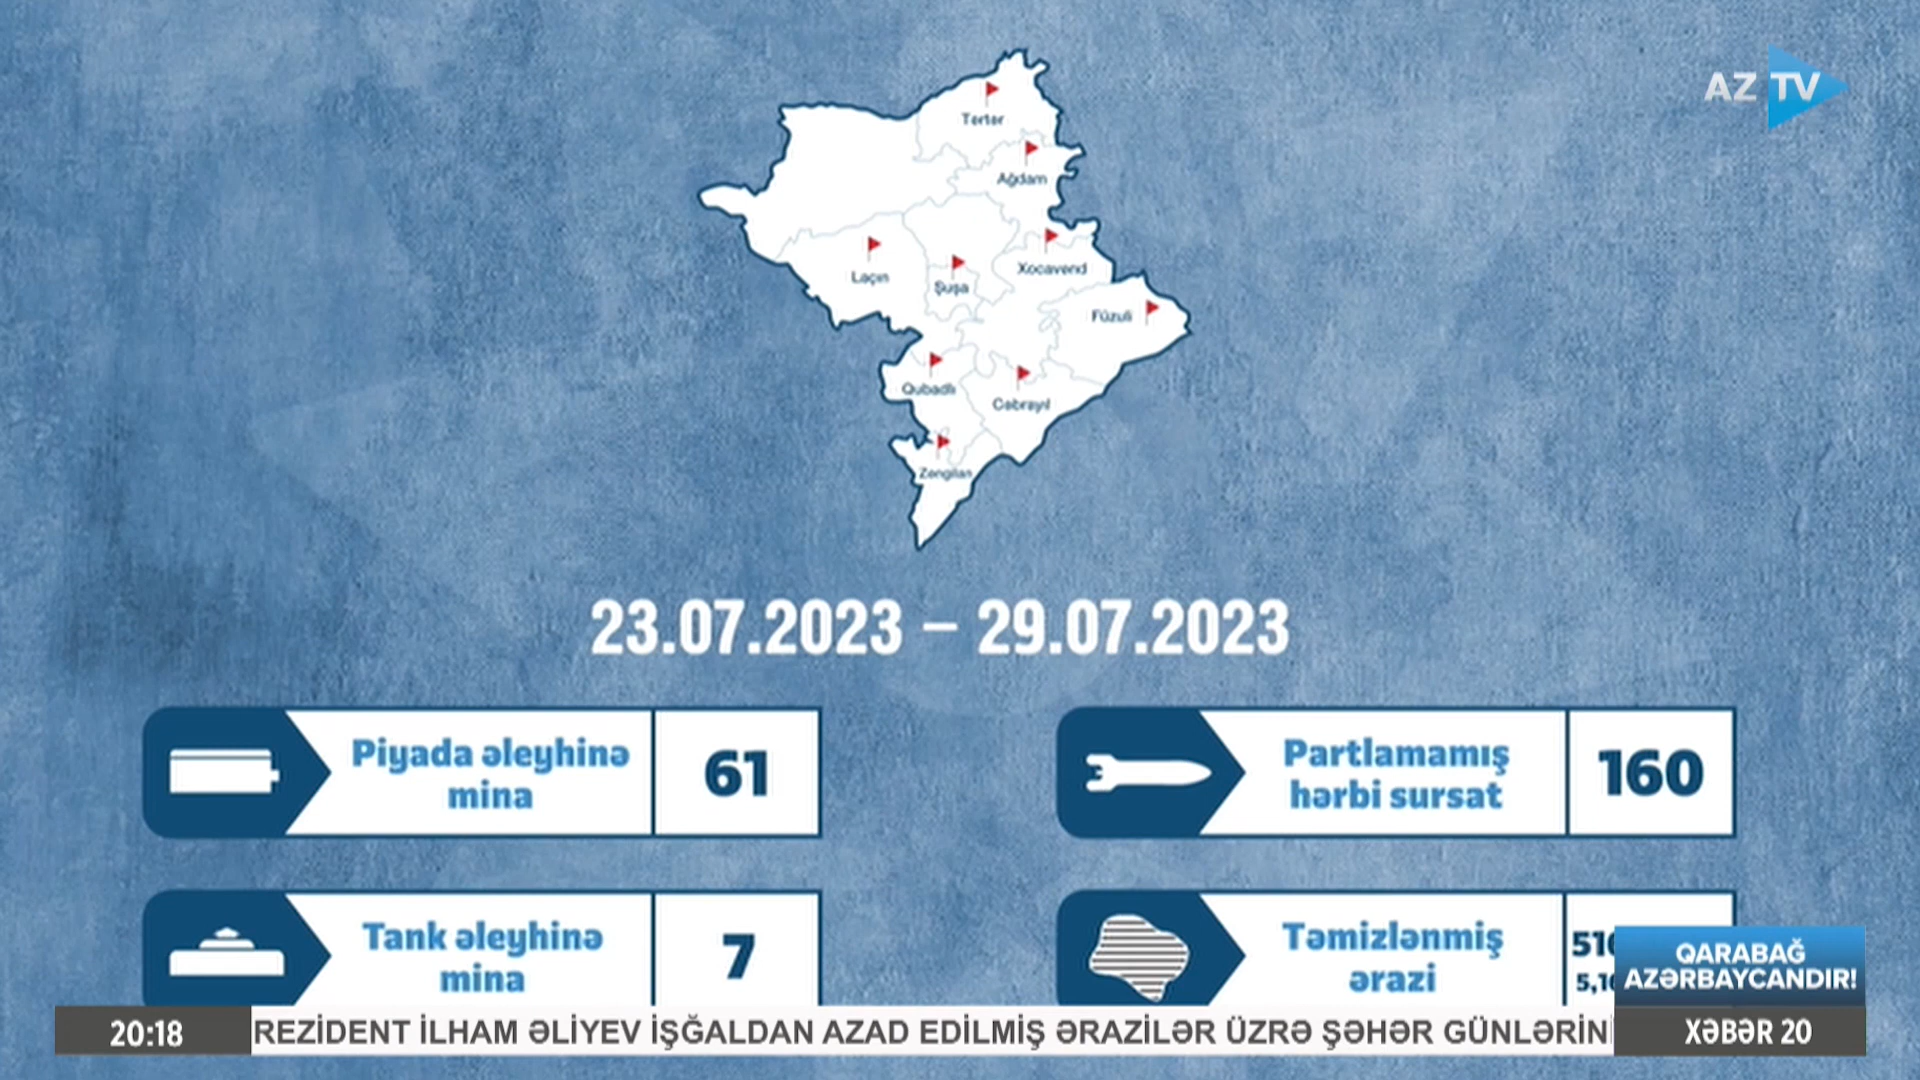 AZ TV
Tərtər
Ağdam
Xocavənd
Laçın
Şuşa
Füzuli
Qubadlı
Cəbrayıl
Zəngilan
23.07.2023 – 29.07.2023
Piyada əleyhinə
mina
61
Partlamamış
hərbi sursat
160
Tank əleyhinə
mina
7
Təmizlənmiş
ərazi
QARABAĞ
AZƏRBAYCANDIR!
20:18
REZİDENT İLHAM ƏLİYEV İŞĞALDAN AZAD EDİLMİŞ ƏRAZİLƏR ÜZRƏ ŞƏHƏR GÜNLƏRİN
XƏBƏR 20